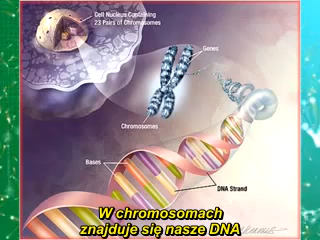 Cell Nucleus Containing
23 Pairs of Chromosomes
Genes
Chromosomes
Bases
DNA Strand
W chromosomach
znajduje się nasze DNA